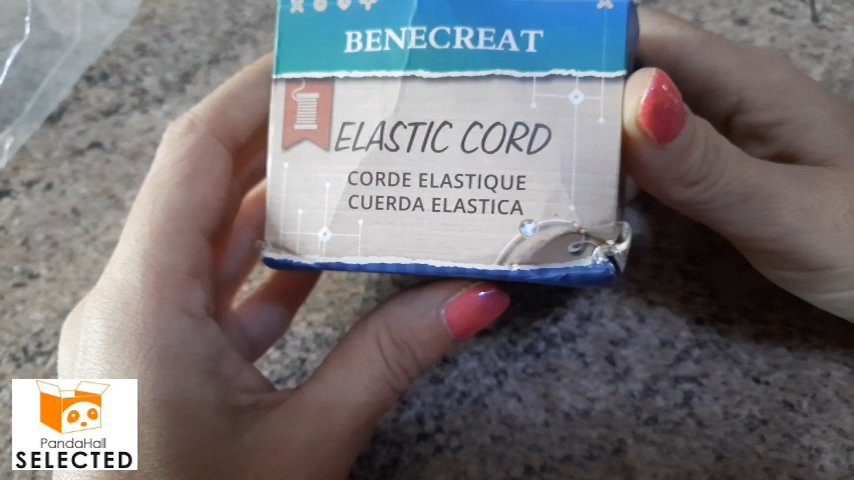 BENECREAT
ELASTIC CORD
CORDE ELASTIQUE
CUERDA ELASTICA
PandaHall
SELECTED